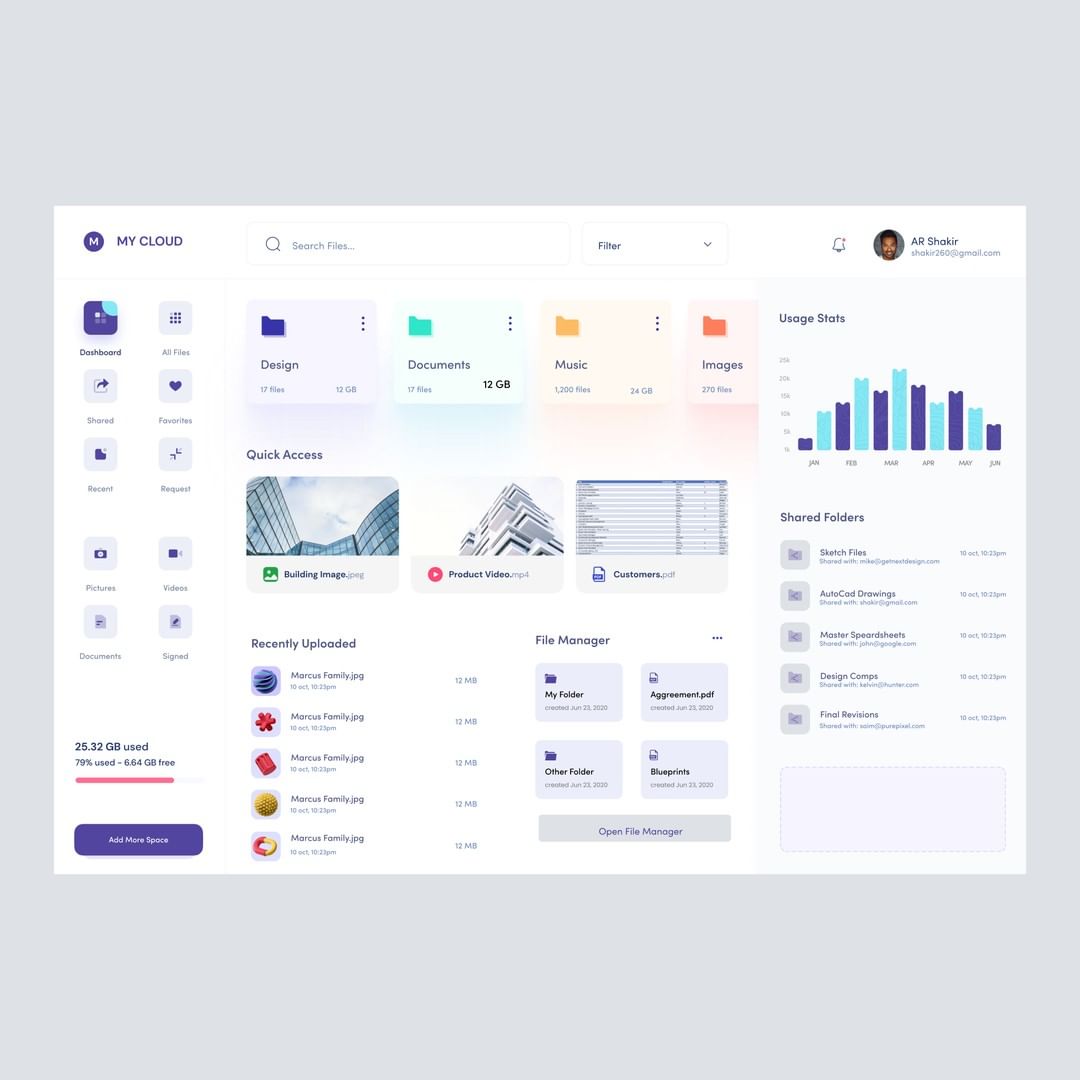 M MY CLOUD
Search Files...
Filter
AR Shakir
shakir260@gmail.com
Dashboard
All Files
Shared
Favorites
Recent
Request
Pictures
Videos
Documents
Signed
25.32 GB used
79% used - 6.64 GB free
Add More Space
Design
17 files
12 GB
Documents
17 files
12 GB
Music
1,200 files
24 GB
Images
270 files
Quick Access
Building Image.jpeg
Product Video.mp4
Customers.pdf
Recently Uploaded
Marcus Family.jpg
10 oct, 10:23pm
12 MB
Marcus Family.jpg
10 oct, 10:23pm
12 MB
Marcus Family.jpg
10 oct, 10:23pm
12 MB
Marcus Family.jpg
10 oct, 10:23pm
12 MB
Marcus Family.jpg
10 oct, 10:23pm
12 MB
File Manager
My Folder
created Jun 23, 2020
Aggreement.pdf
created Jun 23, 2020
Other Folder
created Jun 23, 2020
Blueprints
created Jun 23, 2020
Open File Manager
Usage Stats
25k
20k
15k
10k
5k
1k
JAN FEB MAR APR MAY JUN
Shared Folders
Sketch Files
Shared with: mike@getnextdesign.com
10 oct, 10:23pm
AutoCad Drawings
Shared with: shakir@gmail.com
10 oct, 10:23pm
Master Speardsheets
Shared with: john@google.com
10 oct, 10:23pm
Design Comps
Shared with: kelvin@hunter.com
10 oct, 10:23pm
Final Revisions
Shared with: saim@purepixel.com
10 oct, 10:23pm